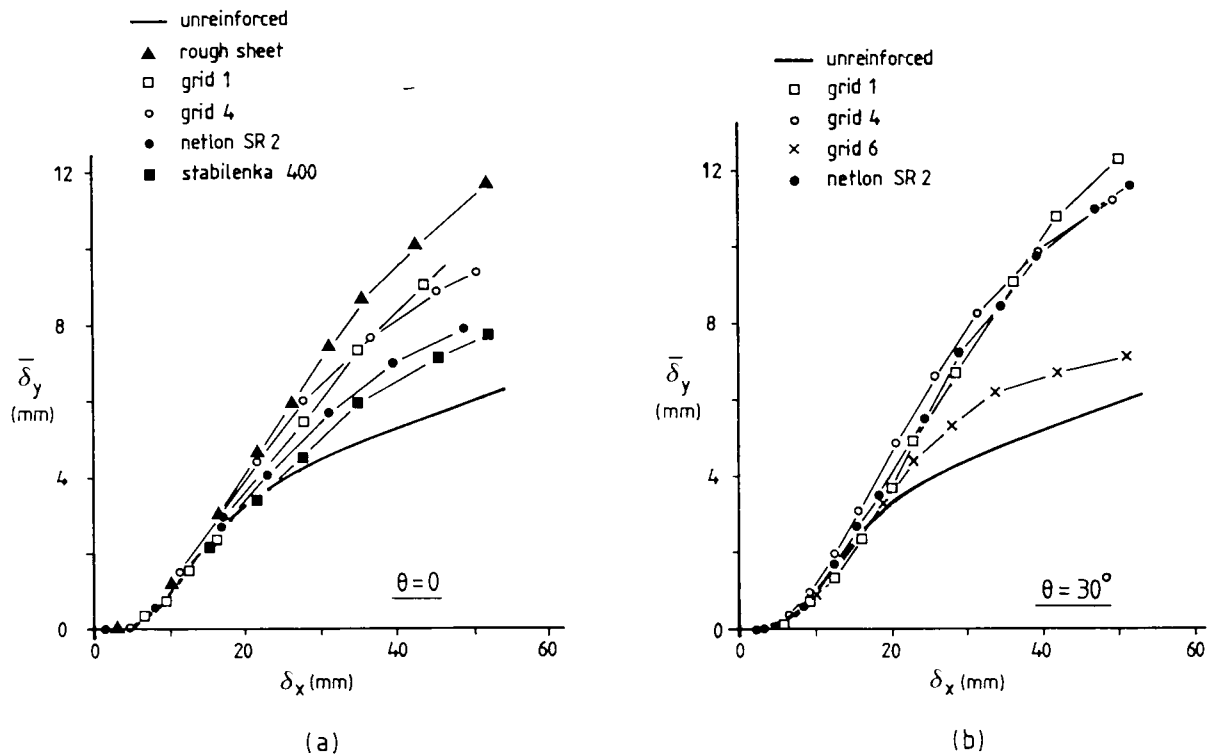 unreinforced
rough sheet
grid 1
grid 4
netlon SR 2
stabilenka 400
12
8
4
0
δ̅y
(mm)
θ = 0
0
20
40
60
δx (mm)
(a)
unreinforced
grid 1
grid 4
grid 6
netlon SR 2
12
8
4
0
δ̅y
(mm)
θ = 30°
0
20
40
60
δx (mm)
(b)